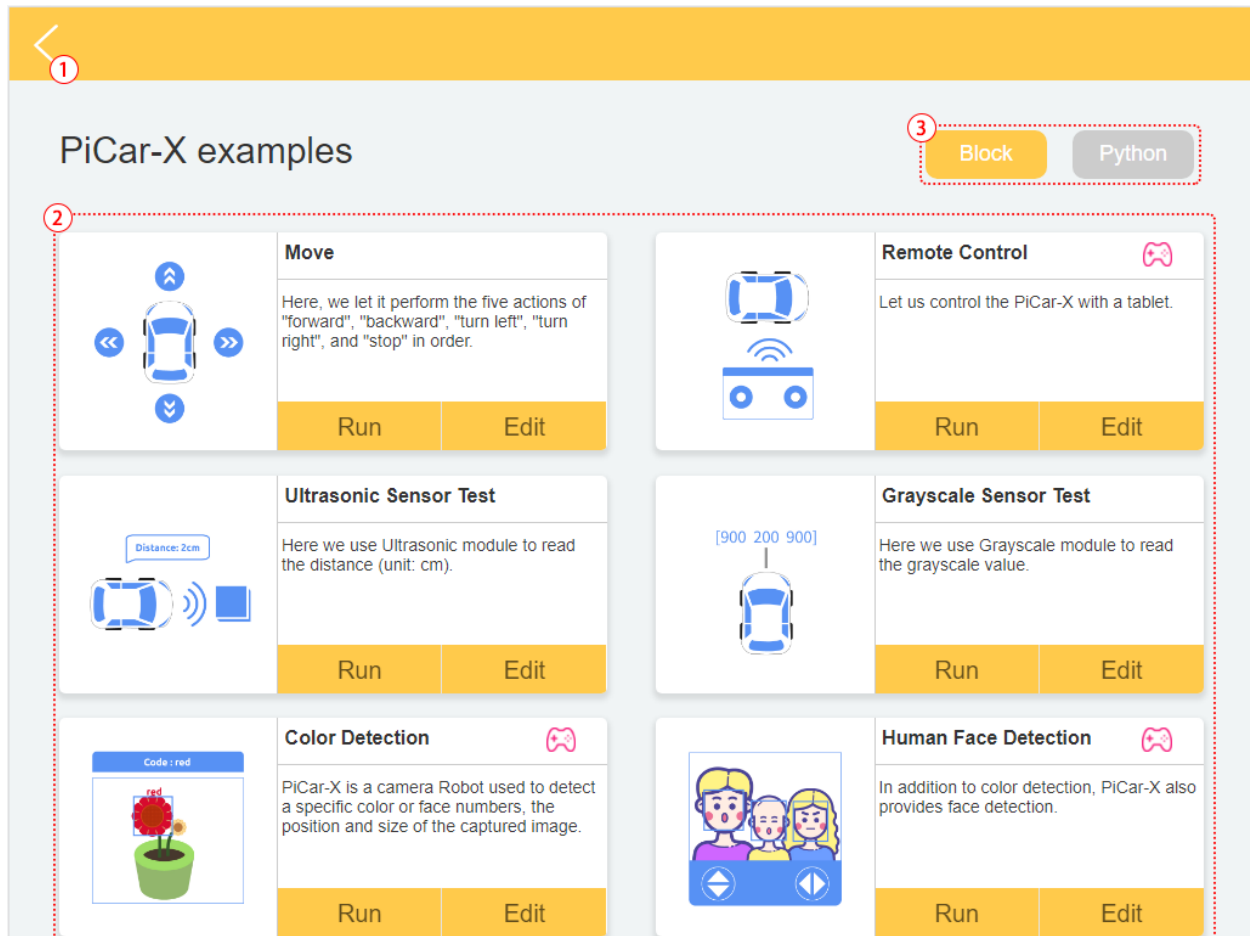 1
PiCar-X examples
3
Block
Python
2
Move
Here, we let it perform the five actions of
"forward", "backward", "turn left", "turn
right", and "stop" in order.
Run
Edit
Remote Control
Let us control the PiCar-X with a tablet.
Run
Edit
Distance: 2cm
Ultrasonic Sensor Test
Here we use Ultrasonic module to read
the distance (unit: cm).
Run
Edit
[900 200 900]
Grayscale Sensor Test
Here we use Grayscale module to read
the grayscale value.
Run
Edit
Code : red
red
Color Detection
PiCar-X is a camera Robot used to detect
a specific color or face numbers, the
position and size of the captured image.
Run
Edit
Human Face Detection
In addition to color detection, PiCar-X also
provides face detection.
Run
Edit